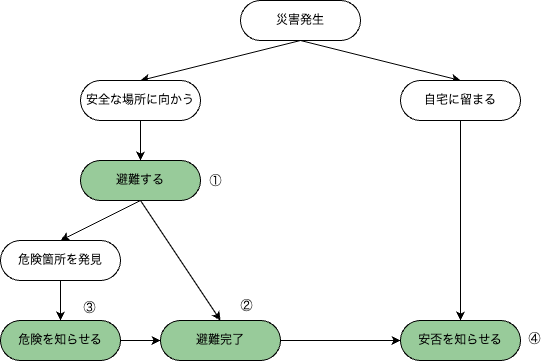 災害発生
安全な場所に向かう
自宅に留まる
避難する
①
危険箇所を発見
③
②
危険を知らせる
避難完了
安否を知らせる
④